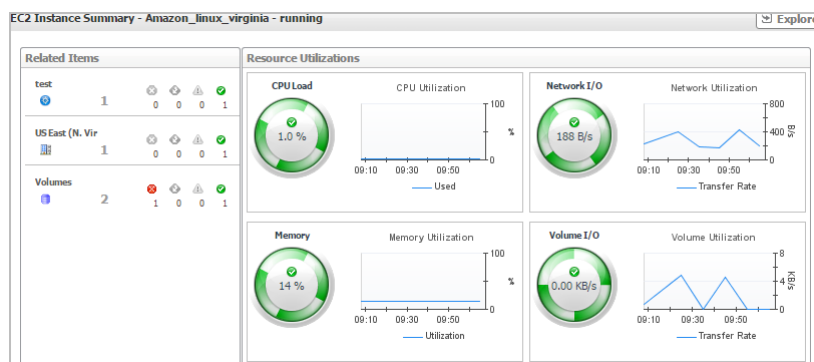 EC2 Instance Summary - Amazon_linux_virginia - running
Explore
Related Items
test
1
0 0 0 1
US East (N. Vir
1
0 0 0 1
Volumes
2
1 0 0 1
Resource Utilizations
CPU Load
1.0 %
CPU Utilization
100
%
0
09:10 09:30 09:50
Used
Network I/O
188 B/s
Network Utilization
800
400
0
B/s
09:10 09:30 09:50
Transfer Rate
Memory
14 %
Memory Utilization
100
%
0
09:10 09:30 09:50
Utilization
Volume I/O
0.00 KB/s
Volume Utilization
8
4
0
KB/s
09:10 09:30 09:50
Transfer Rate